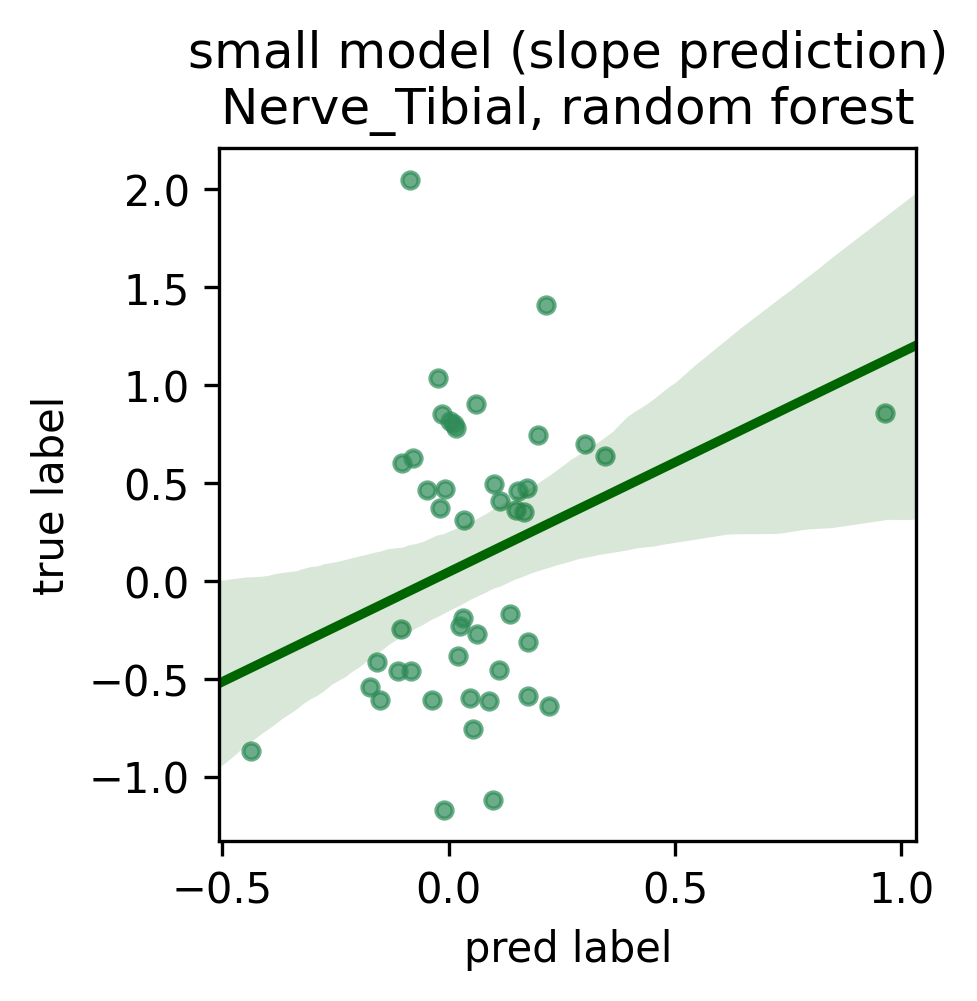 small model (slope prediction)
Nerve_Tibial, random forest
2.0
1.5
1.0
0.5
0.0
−0.5
−1.0
true label
−0.5
0.0
0.5
1.0
pred label